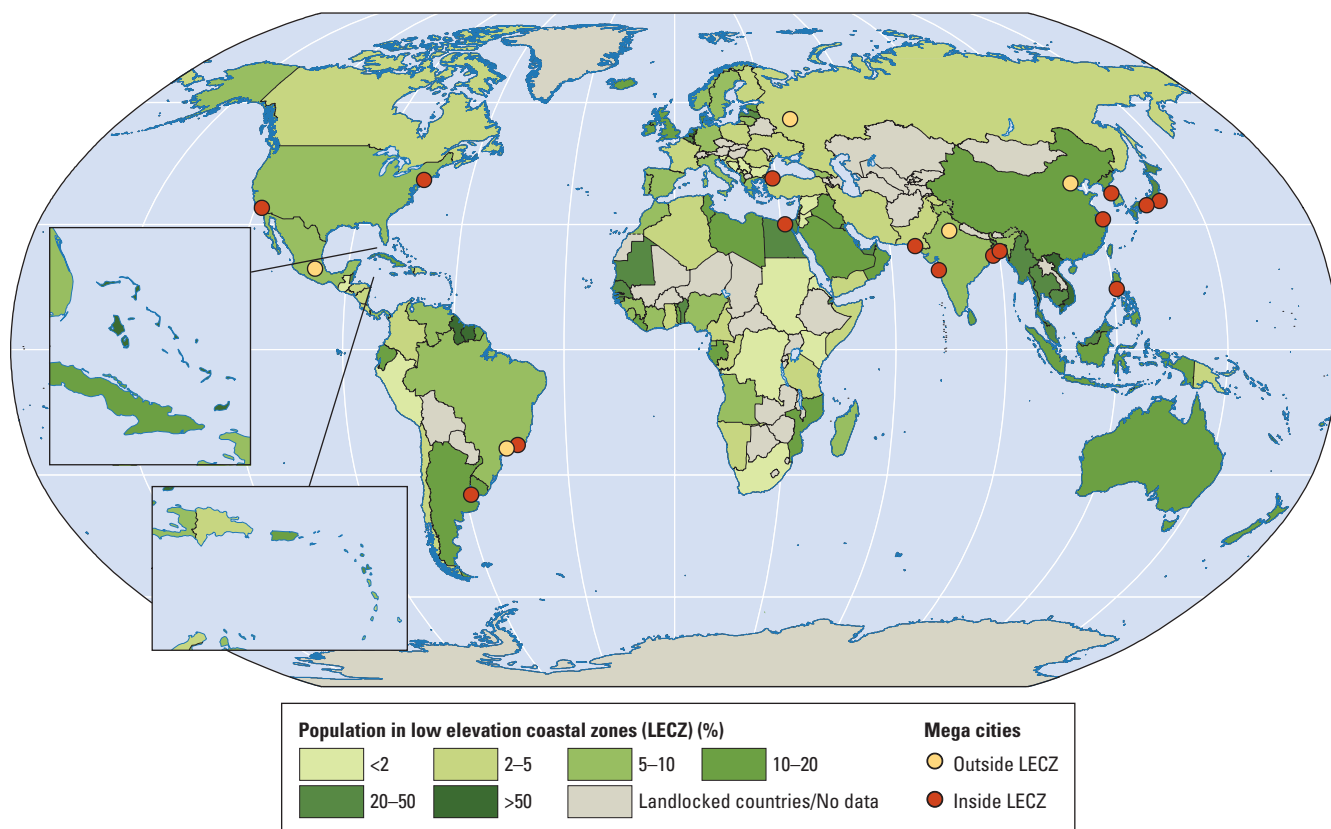 Population in low elevation coastal zones (LECZ) (%)
<2
2–5
5–10
10–20
20–50
>50
Landlocked countries/No data
Mega cities
Outside LECZ
Inside LECZ